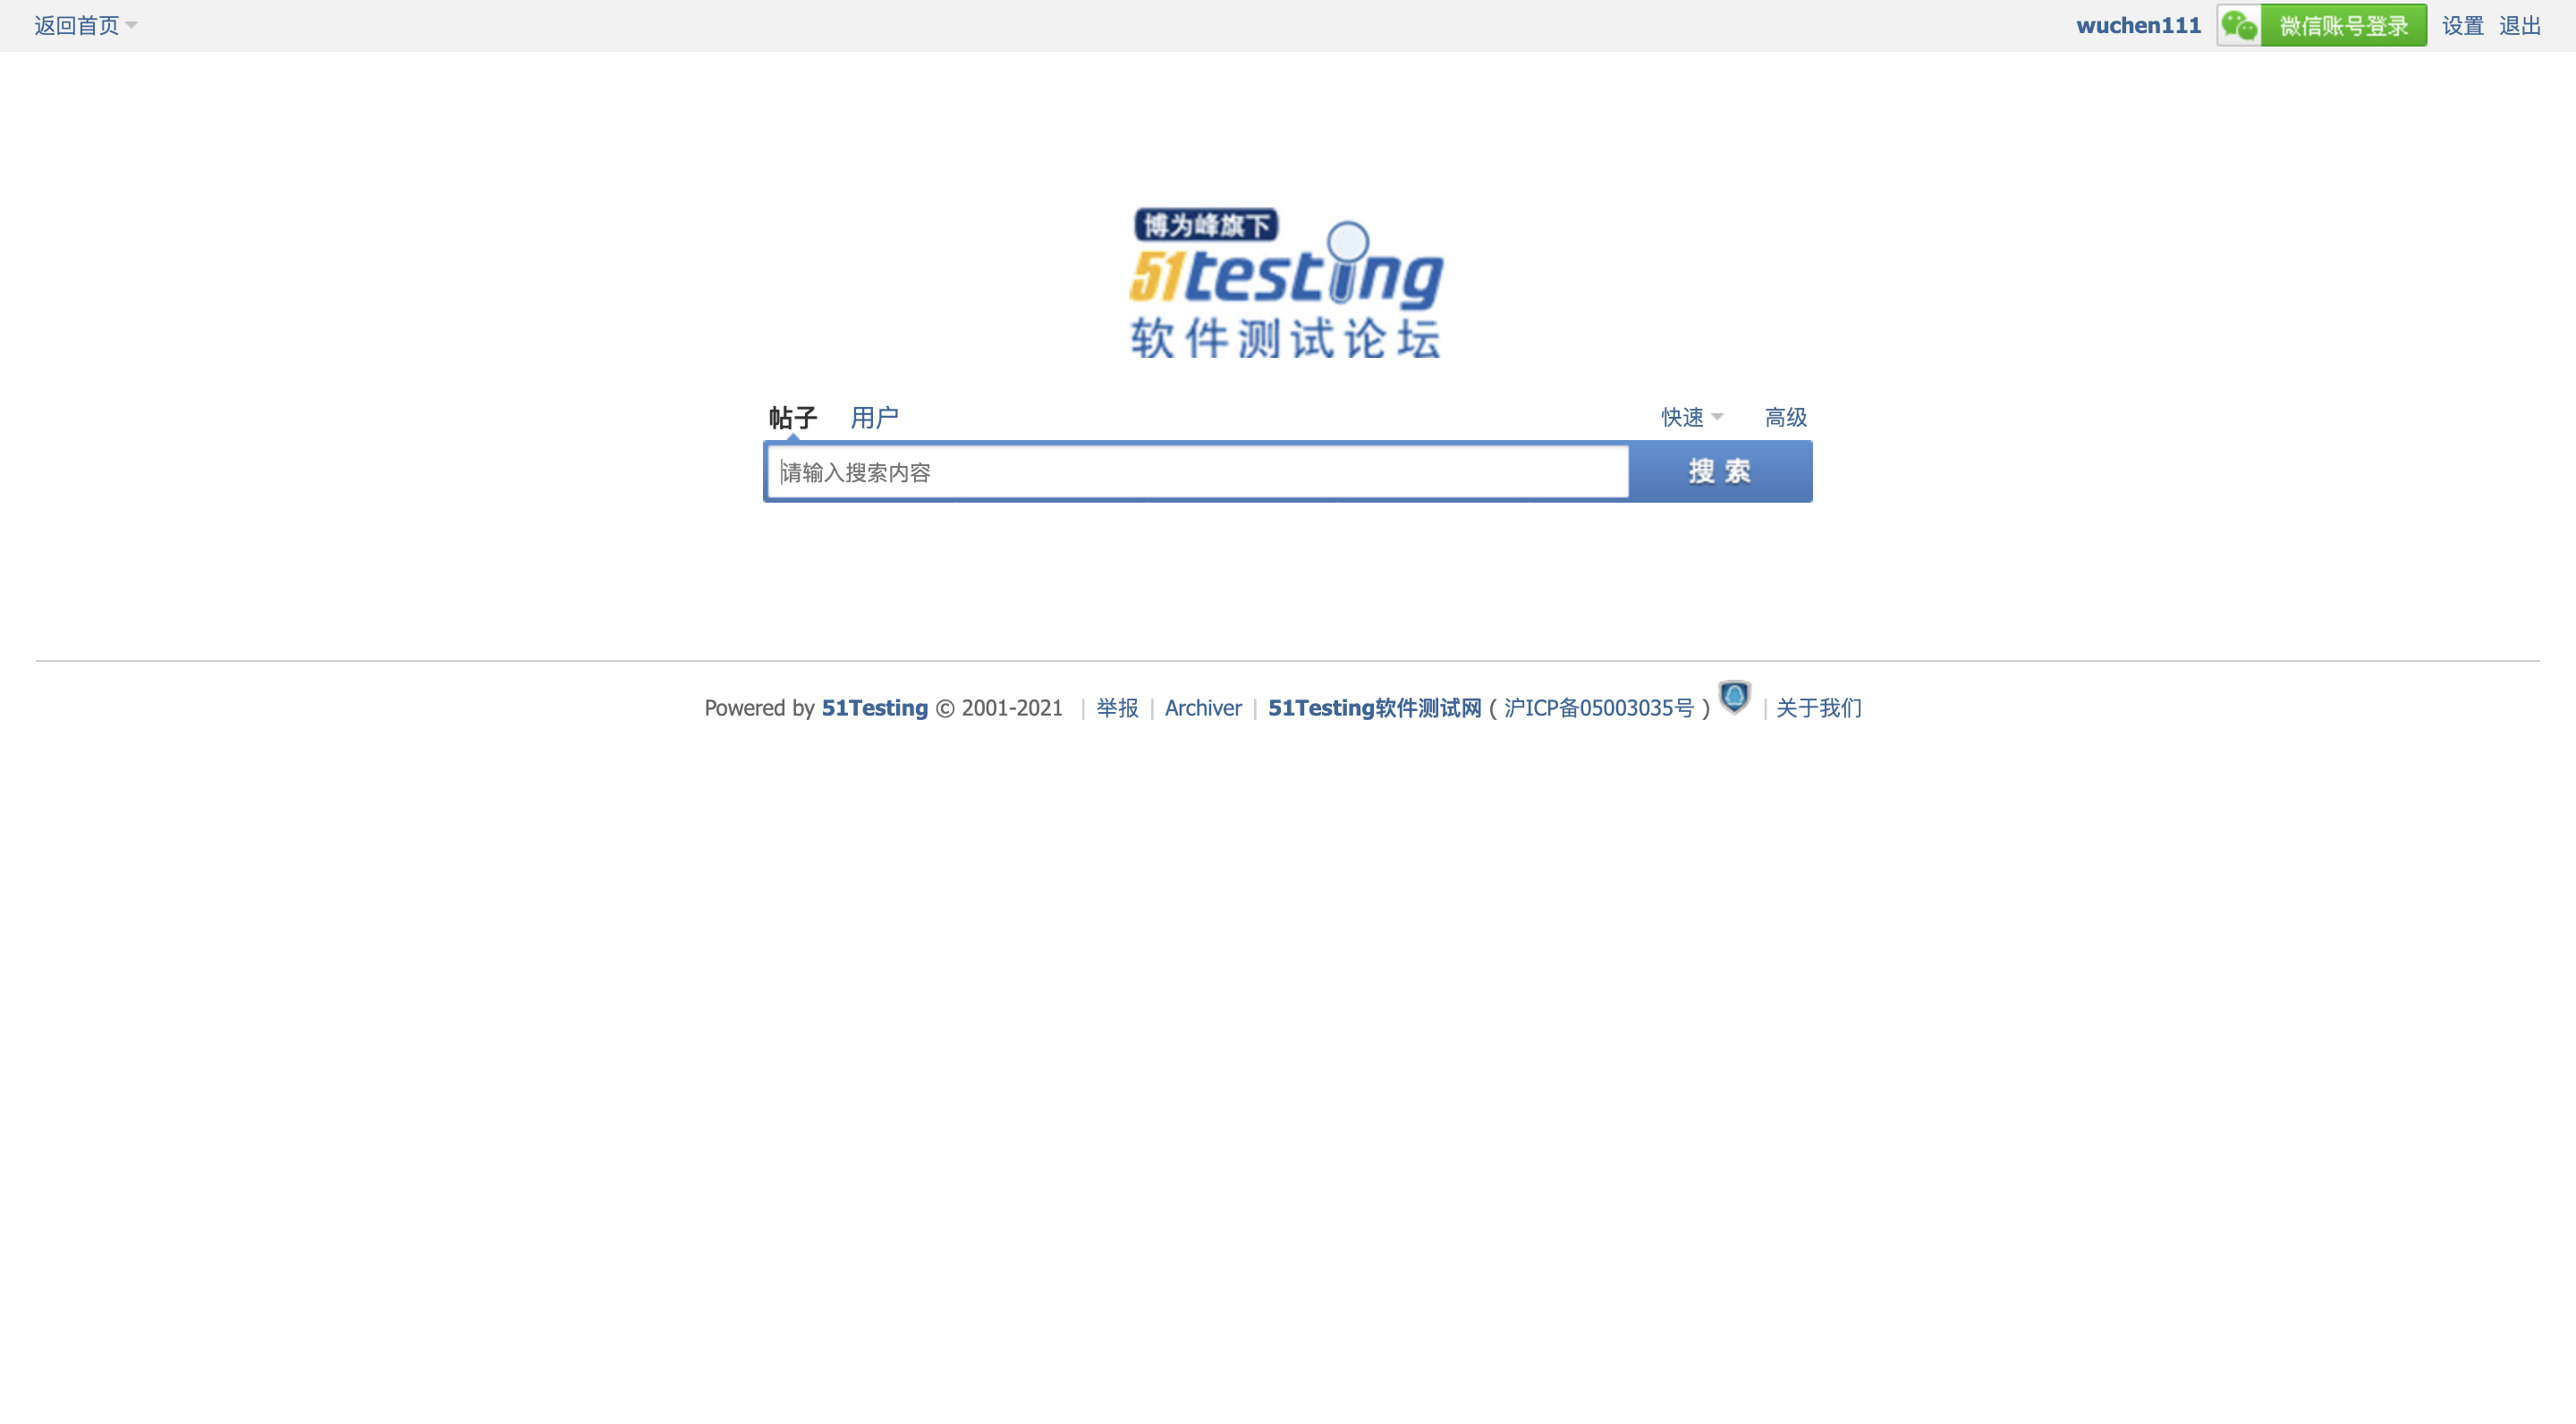 返回首页 wuchen111 微信账号登录 设置 退出
博为峰旗下
51testing
软件测试论坛
帖子 用户 快速 高级
请输入搜索内容 搜索
Powered by 51Testing © 2001-2021 | 举报 | Archiver | 51Testing软件测试网 ( 沪ICP备05003035号 ) | 关于我们